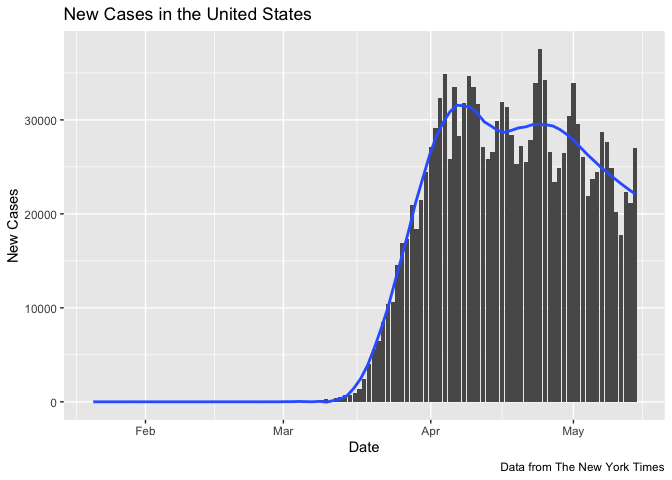 New Cases in the United States
30000
20000
10000
0
New Cases
Feb
Mar
Apr
May
Date
Data from The New York Times